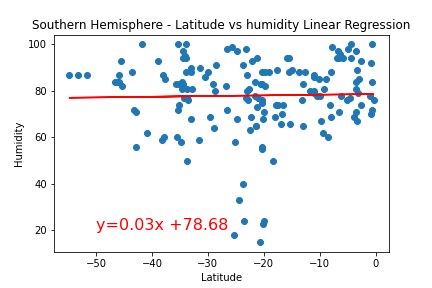 Southern Hemisphere - Latitude vs humidity Linear Regression
100
80
60
40
20
Humidity
y=0.03x +78.68
−50
−40
−30
−20
−10
0
Latitude